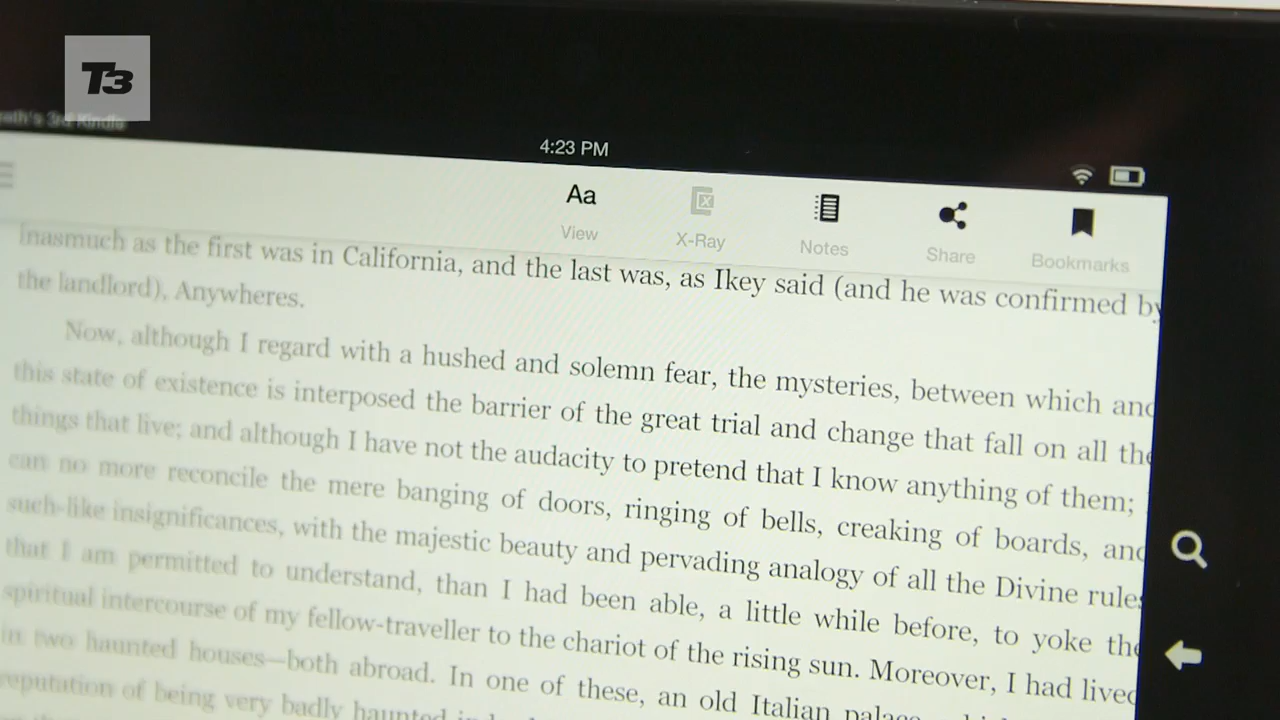 T3
3rd Kindle
4:23 PM
Aa
View
X-Ray
Notes
Share
Bookmarks
inasmuch as the first was in California, and the last was, as Ikey said (and he was confirmed by
the landlord), Anywheres.
Now, although I regard with a hushed and solemn fear, the mysteries, between which and
this state of existence is interposed the barrier of the great trial and change that fall on all the
things that live; and although I have not the audacity to pretend that I know anything of them;
can no more reconcile the mere banging of doors, ringing of bells, creaking of boards, and
such-like insignificances, with the majestic beauty and pervading analogy of all the Divine rules
that I am permitted to understand, than I had been able, a little while before, to yoke the
spiritual intercourse of my fellow-traveller to the chariot of the rising sun. Moreover, I had lived
in two haunted houses—both abroad. In one of these, an old Italian palace,
reputation of being very badly haunted